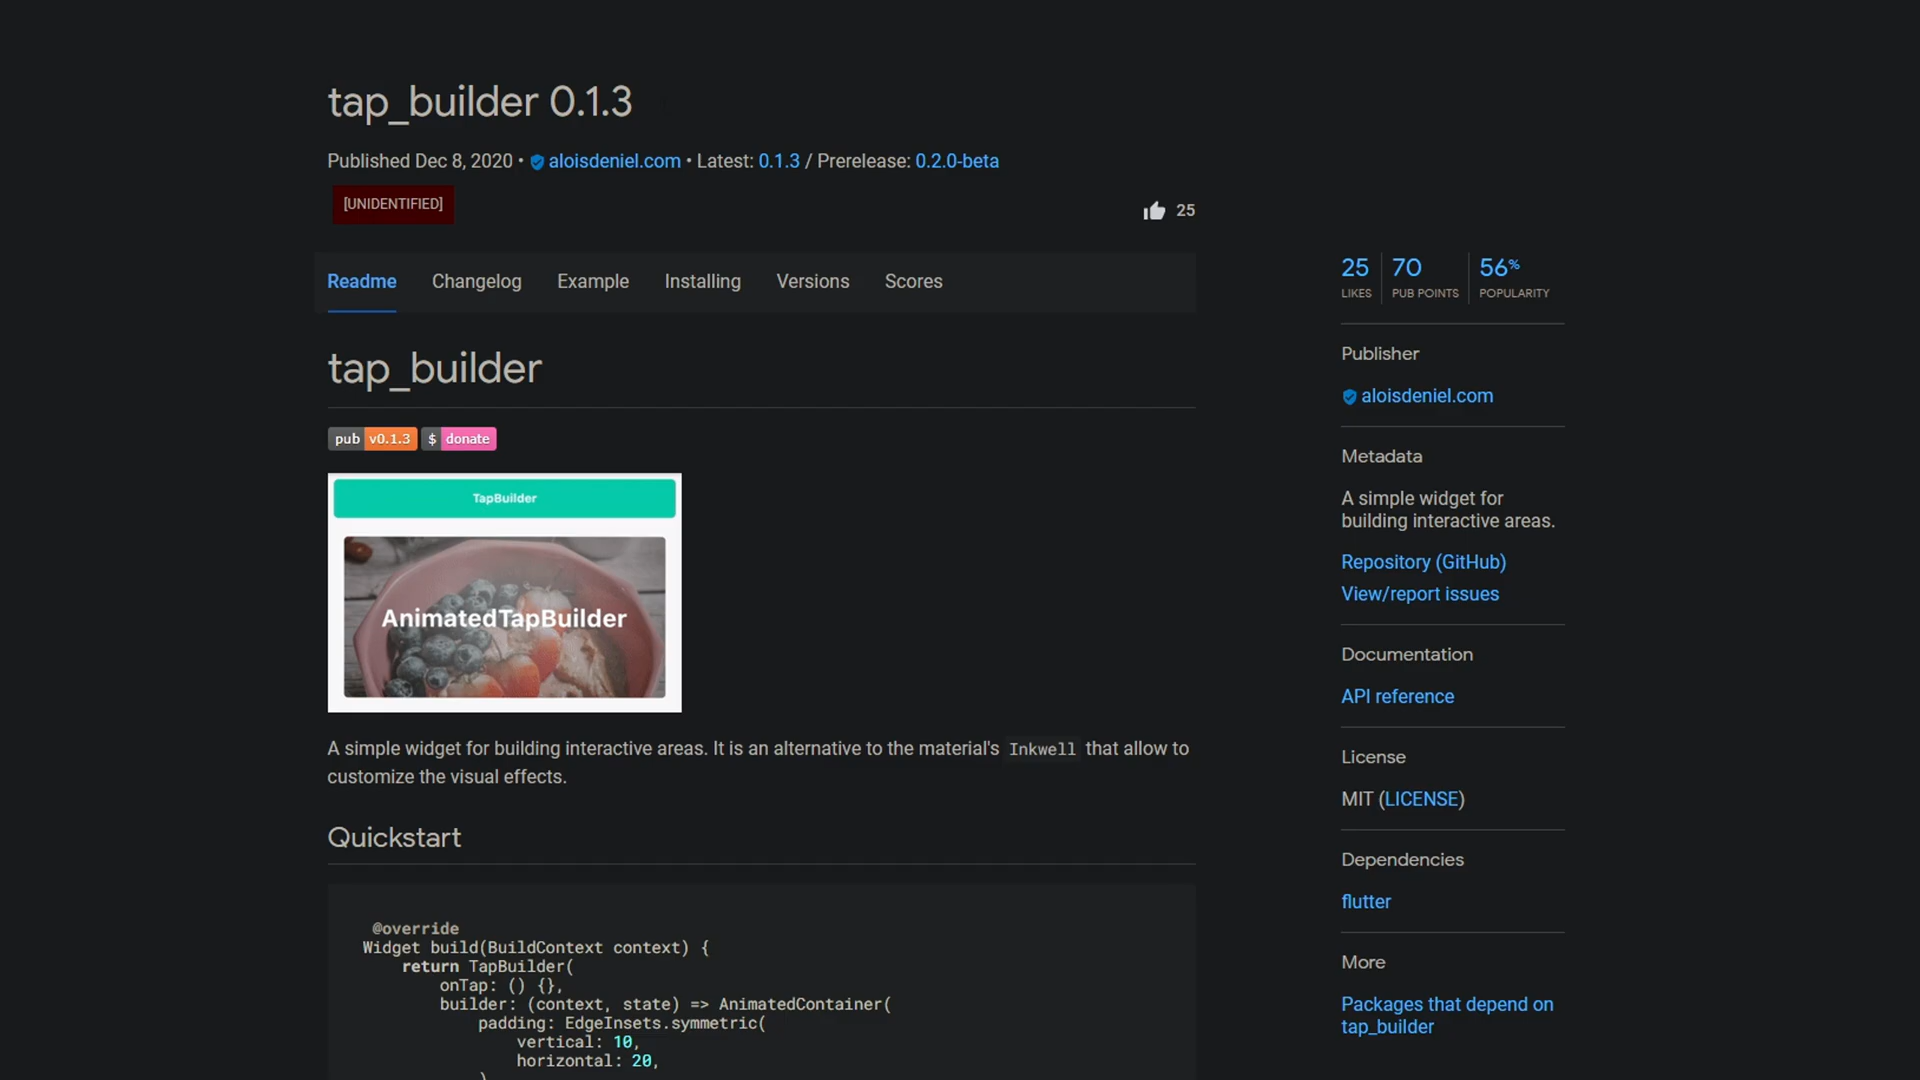 tap_builder 0.1.3
Published Dec 8, 2020 • aloisdeniel.com • Latest: 0.1.3 / Prerelease: 0.2.0-beta
[UNIDENTIFIED]
25
Readme Changelog Example Installing Versions Scores
tap_builder
pub v0.1.3 $ donate
TapBuilder
AnimatedTapBuilder
A simple widget for building interactive areas. It is an alternative to the material's Inkwell that allow to
customize the visual effects.
Quickstart
@override
Widget build(BuildContext context) {
return TapBuilder(
onTap: () {},
builder: (context, state) => AnimatedContainer(
padding: EdgeInsets.symmetric(
vertical: 10,
horizontal: 20,
)
25 70 56%
LIKES PUB POINTS POPULARITY
Publisher
aloisdeniel.com
Metadata
A simple widget for
building interactive areas.
Repository (GitHub)
View/report issues
Documentation
API reference
License
MIT (LICENSE)
Dependencies
flutter
More
Packages that depend on
tap_builder